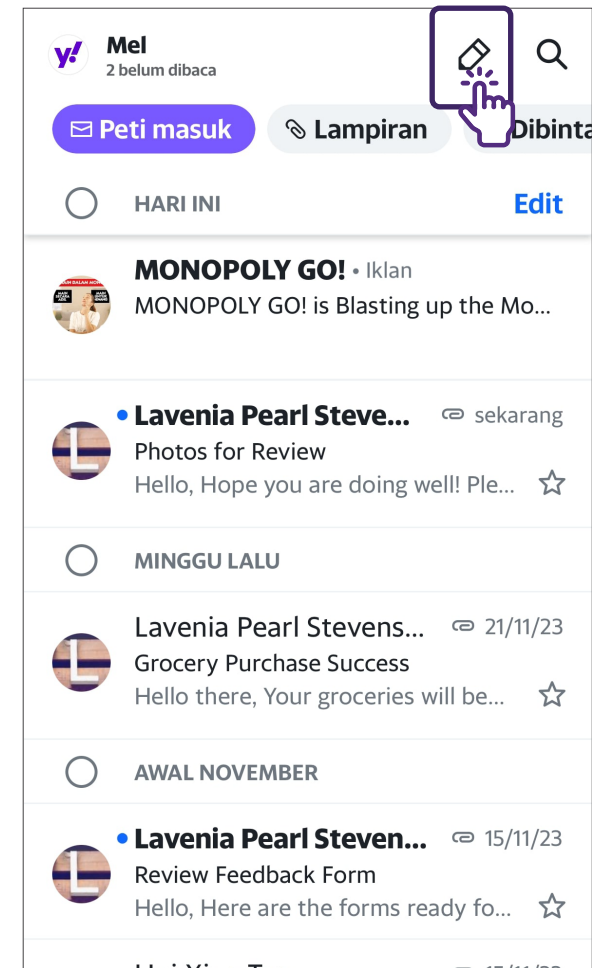 y!
Mel
2 belum dibaca
Peti masuk
Lampiran
Dibinta
HARI INI
Edit
MONOPOLY GO! • Iklan
MONOPOLY GO! is Blasting up the Mo...
Lavenia Pearl Steve... sekarang
Photos for Review
Hello, Hope you are doing well! Ple...
MINGGU LALU
Lavenia Pearl Stevens... 21/11/23
Grocery Purchase Success
Hello there, Your groceries will be...
AWAL NOVEMBER
Lavenia Pearl Steven... 15/11/23
Review Feedback Form
Hello, Here are the forms ready fo...